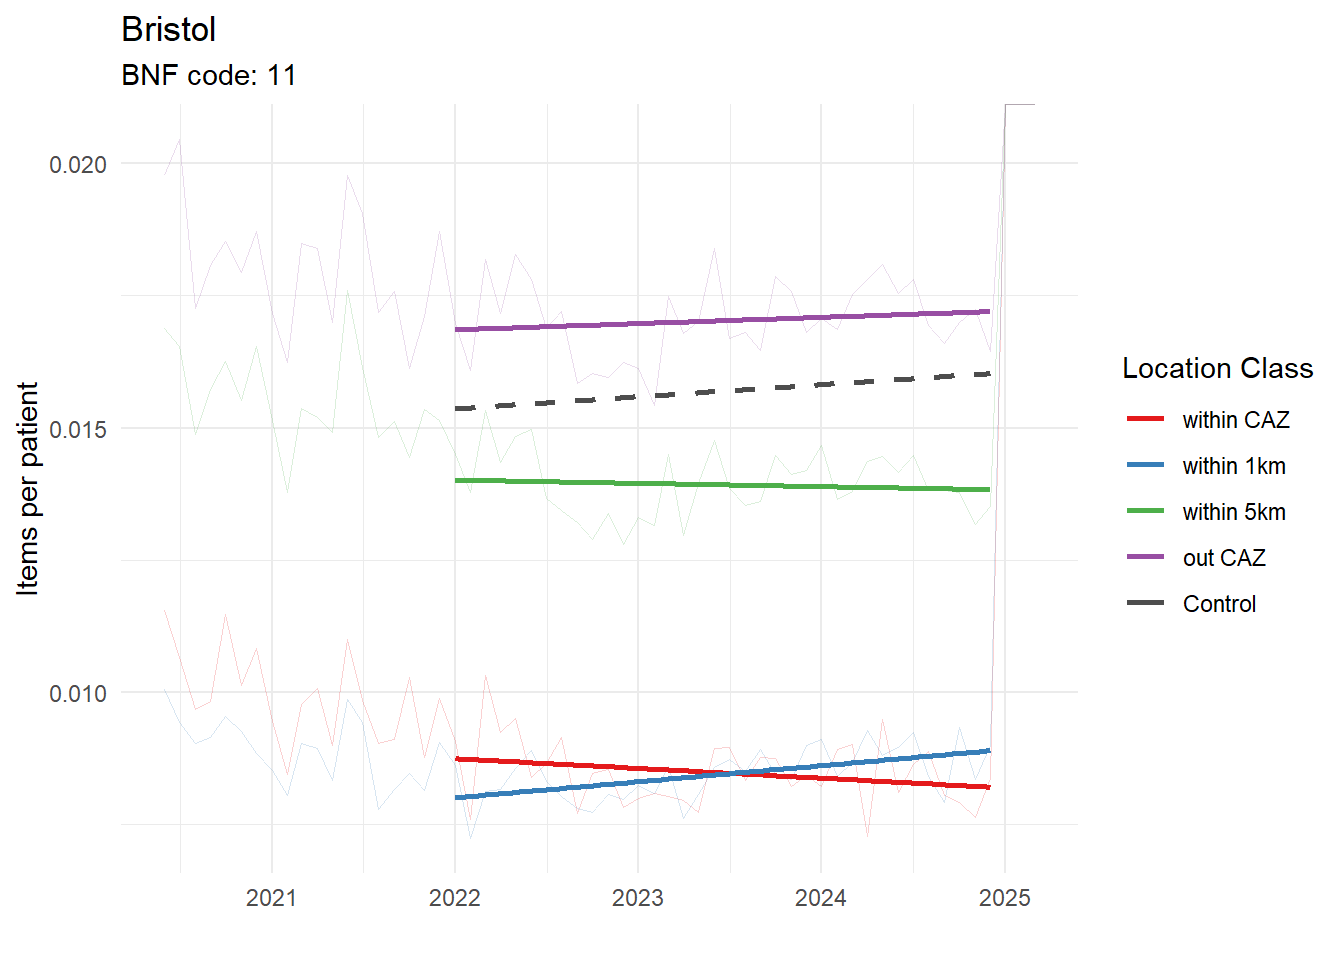 Bristol
BNF code: 11
Items per patient
0.020
0.015
0.010
2021
2022
2023
2024
2025
Location Class
within CAZ
within 1km
within 5km
out CAZ
Control